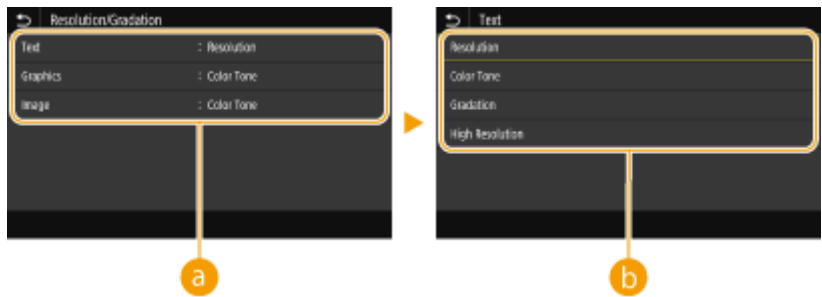 Resolution/Gradation
Text : Resolution
Graphics : Color Tone
Image : Color Tone
a
Text
Resolution
Color Tone
Gradation
High Resolution
b